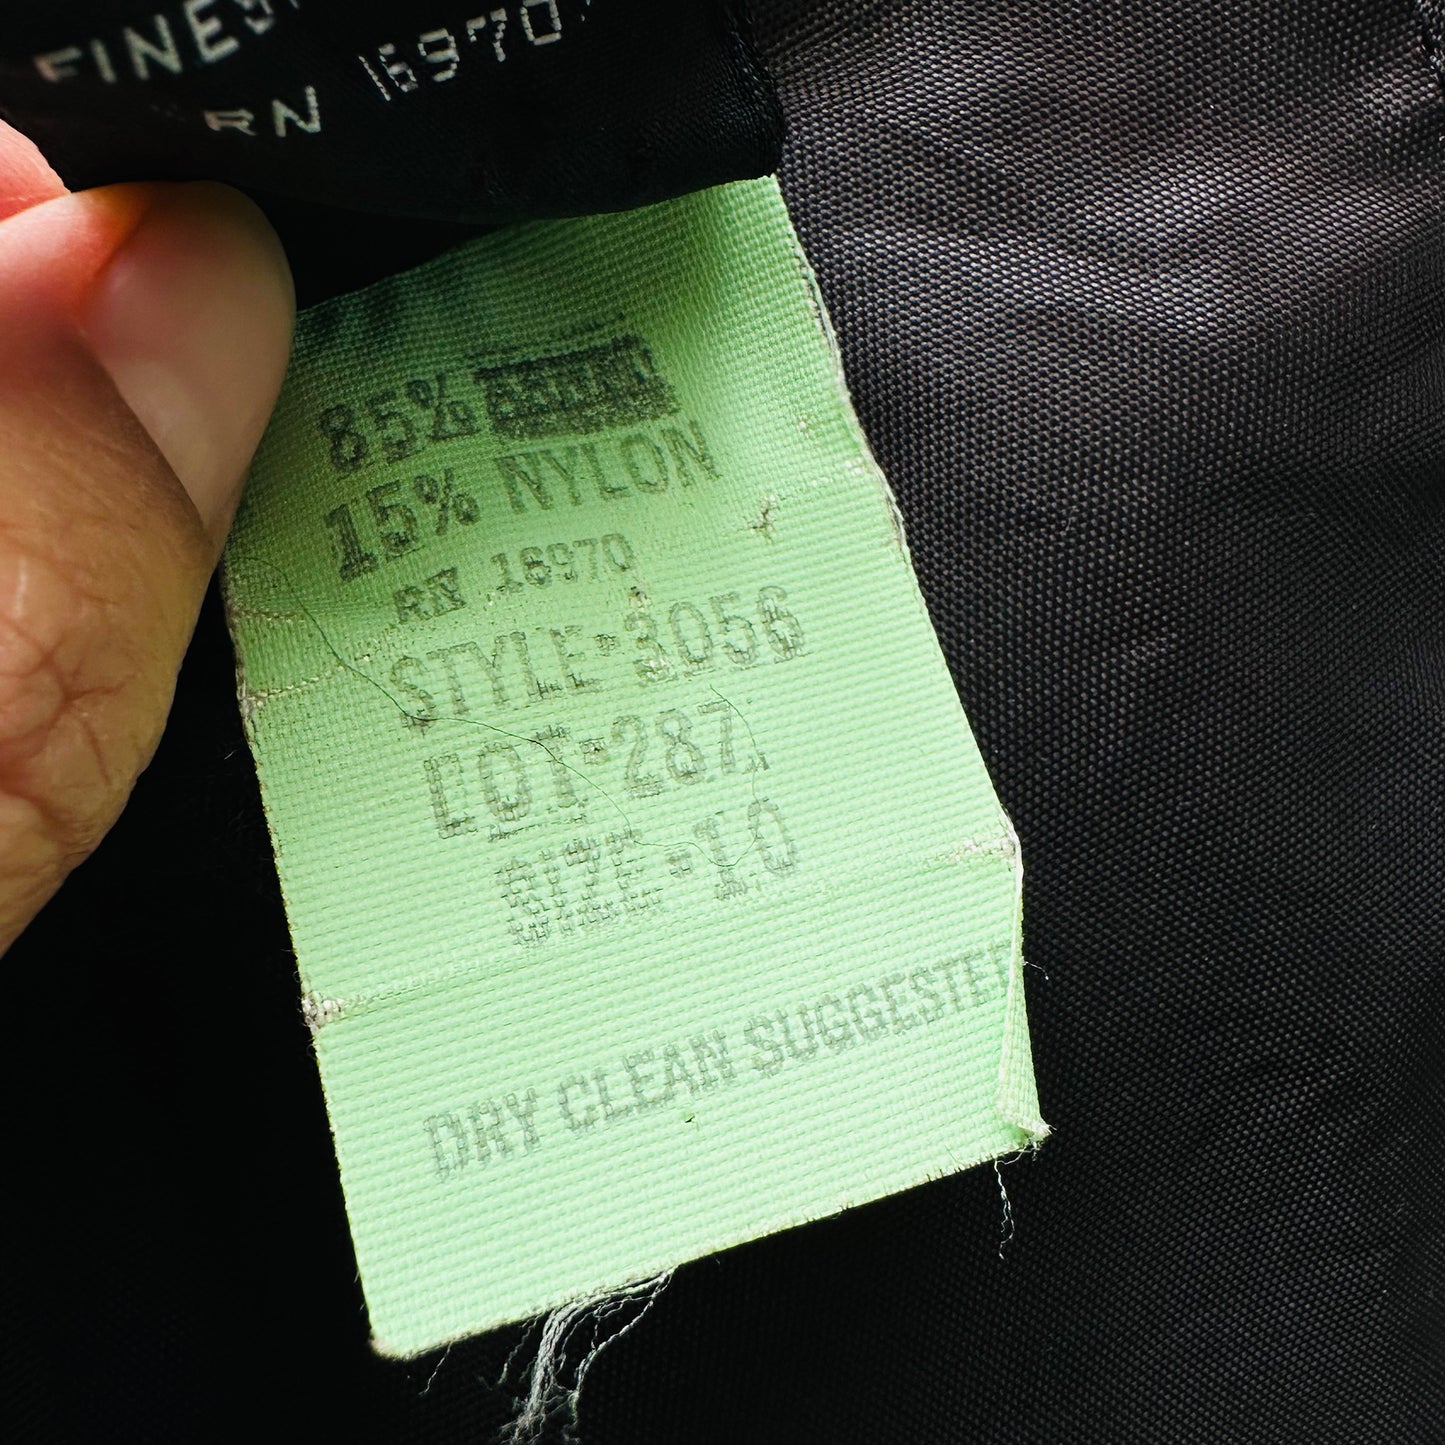 FINES
RN 16970
85%
15% NYLON
RN 16970
STYLE-3056
LOT-287
SIZE-10
DRY CLEAN SUGGESTED